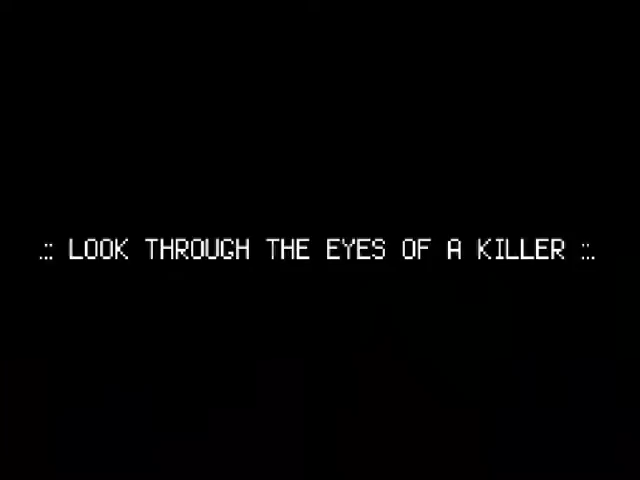 .:: LOOK THROUGH THE EYES OF A KILLER ::.